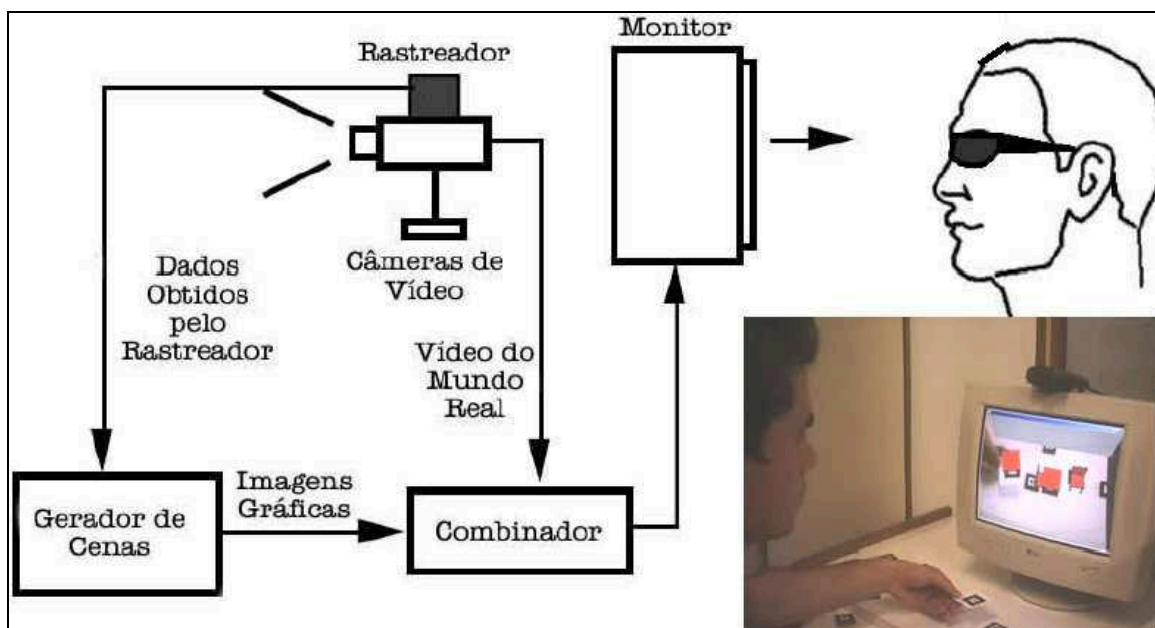 Monitor
Rastreador
Câmeras de
Vídeo
Dados
Obtidos
pelo
Rastreador
Vídeo do
Mundo
Real
Imagens
Gráficas
Gerador de
Cenas
Combinador